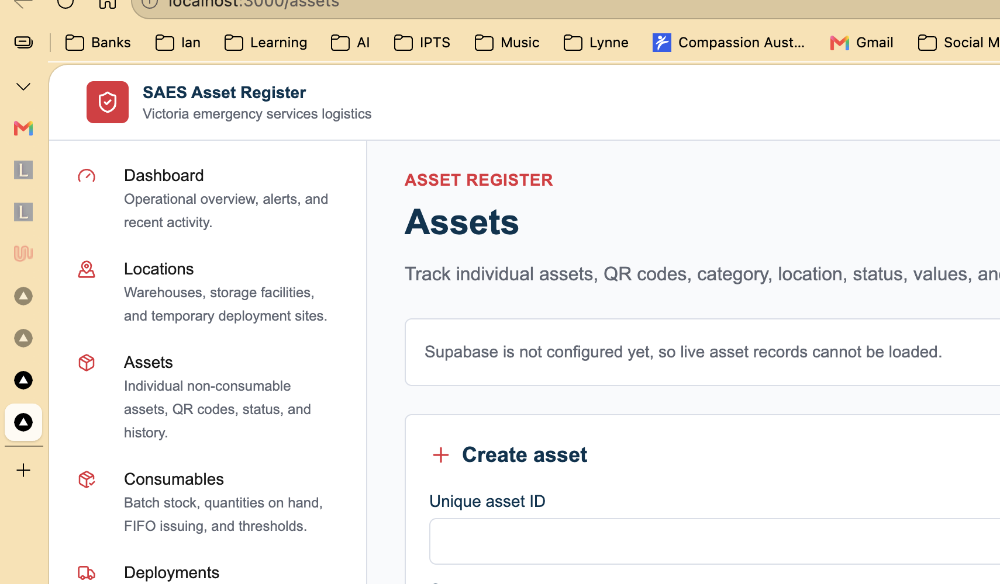 localhost:3000/assets
Banks
Ian
Learning
AI
IPTS
Music
Lynne
Compassion Aust...
Gmail
Social M
SAES Asset Register
Victoria emergency services logistics
L
L
Dashboard
Operational overview, alerts, and
recent activity.
Locations
Warehouses, storage facilities,
and temporary deployment sites.
Assets
Individual non-consumable
assets, QR codes, status, and
history.
Consumables
Batch stock, quantities on hand,
FIFO issuing, and thresholds.
Deployments
ASSET REGISTER
Assets
Track individual assets, QR codes, category, location, status, values, an
Supabase is not configured yet, so live asset records cannot be loaded.
Create asset
Unique asset ID